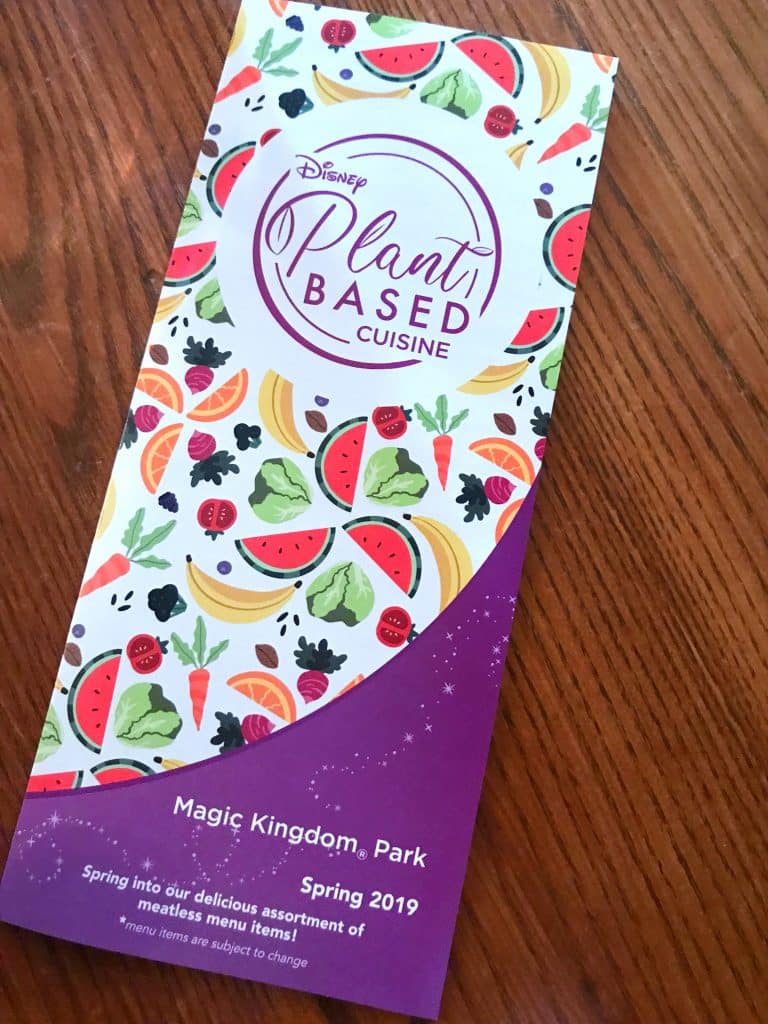 Disney
Plant
BASED
CUISINE
Magic Kingdom® Park
Spring 2019
Spring into our delicious assortment of
meatless menu items!
*menu items are subject to change